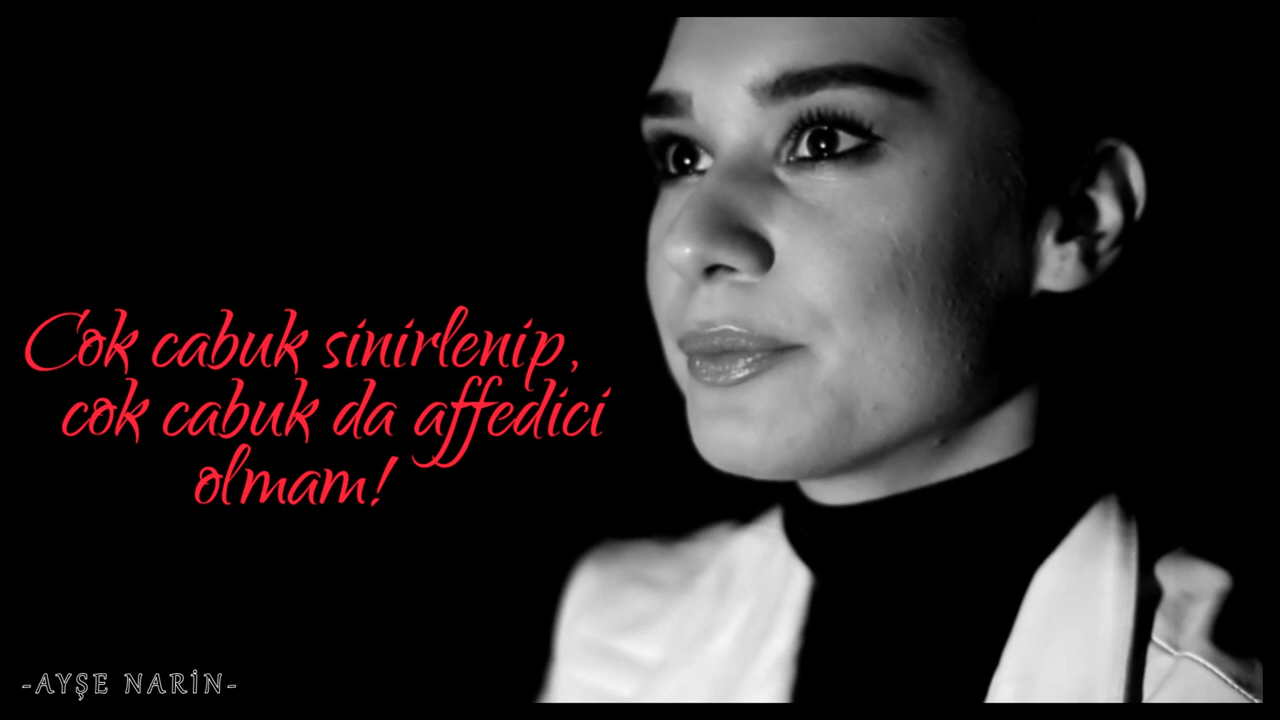 Cok cabuk sinirlenip,
cok cabuk da affedici
olmam!
-AYŞE NARİN-